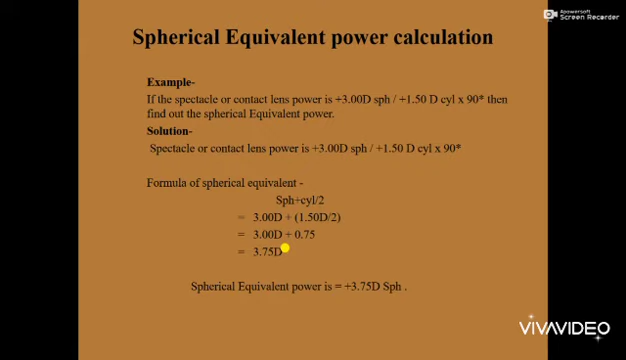 Apowersoft
Screen Recorder
Spherical Equivalent power calculation
Example-
If the spectacle or contact lens power is +3.00D sph / +1.50 D cyl x 90* then
find out the spherical Equivalent power.
Solution-
Spectacle or contact lens power is +3.00D sph / +1.50 D cyl x 90*
Formula of spherical equivalent -
Sph+cyl/2
= 3.00D + (1.50D/2)
= 3.00D + 0.75
= 3.75D
Spherical Equivalent power is = +3.75D Sph .
VIVAVIDEO